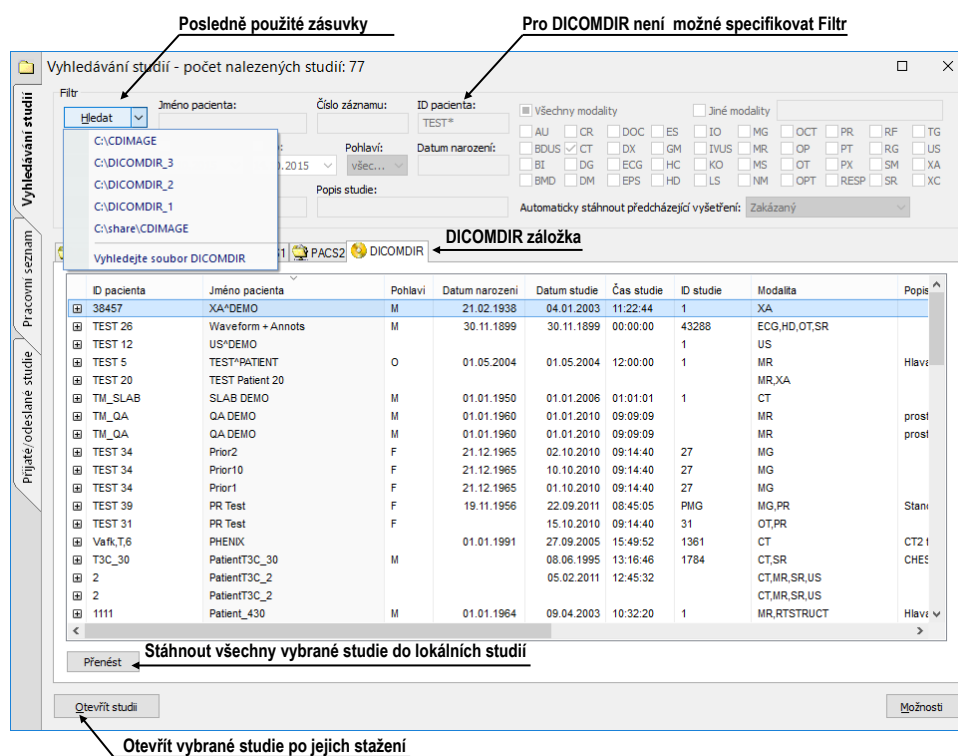 Posledně použité zásuvky
Pro DICOMDIR není možné specifikovat Filtr
Vyhledávání studií - počet nalezených studií: 77
Vyhledávání studií
Pracovní seznam
Přijaté/odeslané studie
Filtr
Hledat
Jméno pacienta:
Číslo záznamu:
ID pacienta:
TEST*
Pohlaví:
Datum narození:
.2015
všec...
Popis studie:
Všechny modality
Jiné modality
AU CR DOC ES IO MG OCT PR RF TG
BDUS CT DX GM IVUS MR OP PT RG US
BI DG ECG HC KO MS OT PX SM XA
BMD DM EPS HD LS NM OPT RESP SR XC
Automaticky stáhnout předcházející vyšetření: Zakázaný
C:\CDIMAGE
C:\DICOMDIR_3
C:\DICOMDIR_2
C:\DICOMDIR_1
C:\share\CDIMAGE
Vyhledejte soubor DICOMDIR
PACS2 DICOMDIR
DICOMDIR záložka
ID pacienta Jméno pacienta Pohlaví Datum narození Datum studie Čas studie ID studie Modalita Popis
38457 XA^DEMO M 21.02.1938 04.01.2003 11:22:44 1 XA
TEST 26 Waveform + Annots M 30.11.1899 30.11.1899 00:00:00 43288 ECG,HD,OT,SR
TEST 12 US^DEMO 1 US
TEST 5 TEST^PATIENT O 01.05.2004 01.05.2004 12:00:00 1 MR Hlava
TEST 20 TEST Patient 20 MR,XA
TM_SLAB SLAB DEMO M 01.01.1950 01.01.2006 01:01:01 1 CT
TM_QA QA DEMO M 01.01.1960 01.01.2010 09:09:09 MR prost
TM_QA QA DEMO M 01.01.1960 01.01.2010 09:09:09 MR prost
TEST 34 Prior2 F 21.12.1965 02.10.2010 09:14:40 27 MG
TEST 34 Prior10 F 21.12.1965 10.10.2010 09:14:40 27 MG
TEST 34 Prior1 F 21.12.1965 01.10.2010 09:14:40 27 MG
TEST 39 PR Test F 19.11.1956 22.09.2011 08:45:05 PMG MG,PR Stan
TEST 31 PR Test F 15.10.2010 09:14:40 31 OT,PR
Vafk,T,6 PHENIX 01.01.1991 27.09.2005 15:49:52 1361 CT CT2 t
T3C_30 PatientT3C_30 M 08.06.1995 13:16:46 1784 CT,SR CHES
2 PatientT3C_2 05.02.2011 12:45:32 CT,MR,SR,US
2 PatientT3C_2 CT,MR,SR,US
1111 Patient_430 M 01.01.1964 09.04.2003 10:32:20 1 MR,RTSTRUCT Hlava
Přenést
Stáhnout všechny vybrané studie do lokálních studií
Otevřít studii
Možnosti
Otevřít vybrané studie po jejich stažení